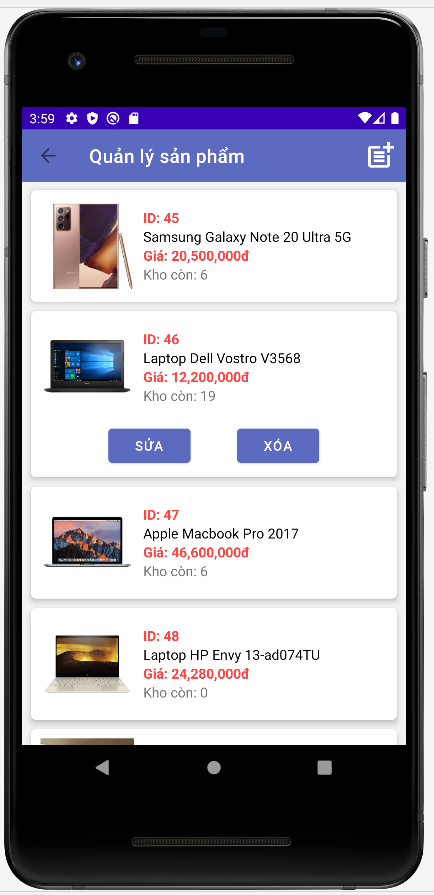 3:59
Quản lý sản phẩm
ID: 45
Samsung Galaxy Note 20 Ultra 5G
Giá: 20,500,000đ
Kho còn: 6
ID: 46
Laptop Dell Vostro V3568
Giá: 12,200,000đ
Kho còn: 19
SỬA
XÓA
ID: 47
Apple Macbook Pro 2017
Giá: 46,600,000đ
Kho còn: 6
ID: 48
Laptop HP Envy 13-ad074TU
Giá: 24,280,000đ
Kho còn: 0